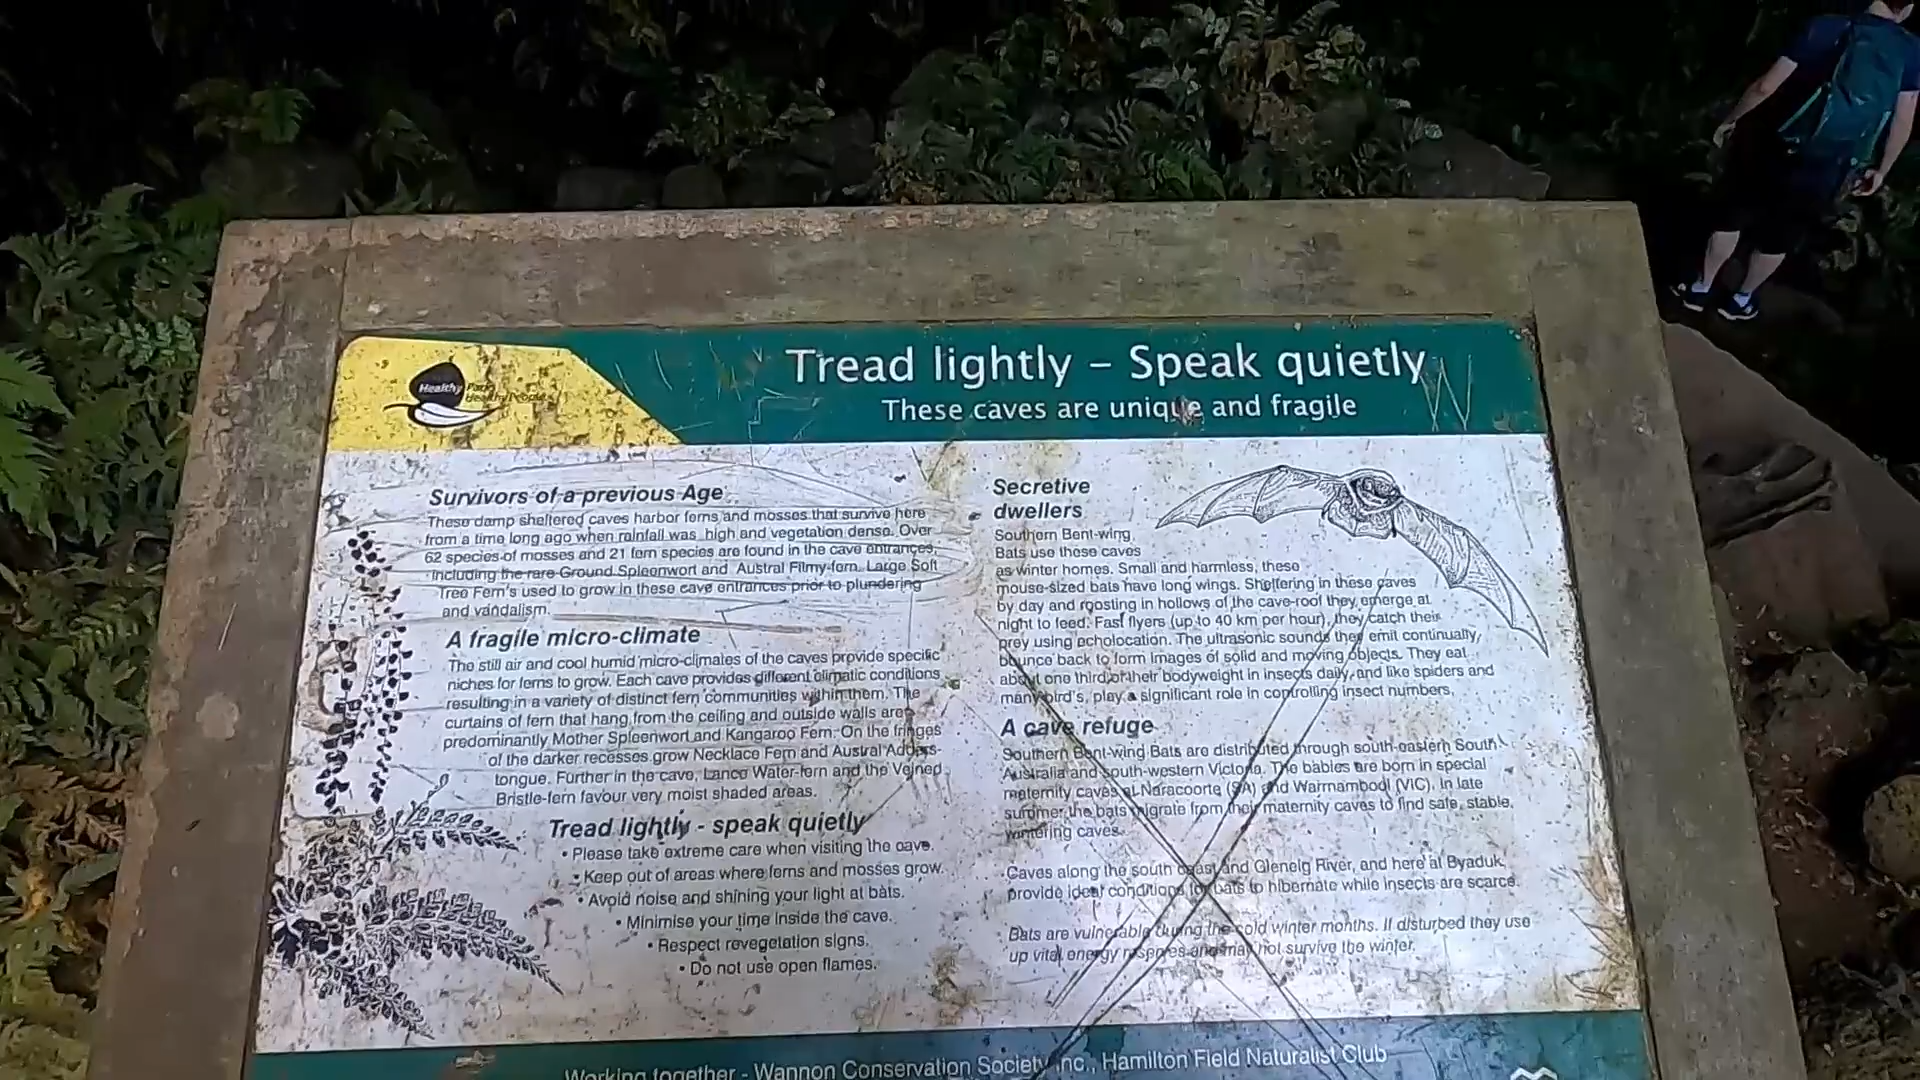 Healthy Parks
Healthy People
Tread lightly – Speak quietly
These caves are unique and fragile
Survivors of a previous Age
These damp sheltered caves harbor ferns and mosses that survive here
from a time long ago when rainfall was high and vegetation dense. Over
62 species of mosses and 21 fern species are found in the cave entrances,
including the rare Ground Spleenwort and Austral Filmy-fern. Large Soft
Tree Fern's used to grow in these cave entrances prior to plundering
and vandalism.
A fragile micro-climate
The still air and cool humid micro-climates of the caves provide specific
niches for ferns to grow. Each cave provides different climatic conditions
resulting in a variety of distinct fern communities within them. The
curtains of fern that hang from the ceiling and outside walls are
predominantly Mother Spleenwort and Kangaroo Fern. On the fringes
of the darker recesses grow Necklace Fern and Austral Adders-
tongue. Further in the cave, Lance Water-fern and the Veined
Bristle-fern favour very moist shaded areas.
Tread lightly - speak quietly
• Please take extreme care when visiting the cave.
• Keep out of areas where ferns and mosses grow.
• Avoid noise and shining your light at bats.
• Minimise your time inside the cave.
• Respect revegetation signs.
• Do not use open flames.
Secretive
dwellers
Southern Bent-wing
Bats use these caves
as winter homes. Small and harmless, these
mouse-sized bats have long wings. Sheltering in these caves
by day and roosting in hollows of the cave-roof they emerge at
night to feed. Fast flyers (up to 40 km per hour), they catch their
prey using echolocation. The ultrasonic sounds they emit continually,
bounce back to form images of solid and moving objects. They eat
about one third of their bodyweight in insects daily, and like spiders and
many bird's, play a significant role in controlling insect numbers.
A cave refuge
Southern Bent-wing Bats are distributed through south-eastern South
Australia and south-western Victoria. The babies are born in special
maternity caves at Naracoorte (SA) and Warrnambool (VIC). In late
summer the bats migrate from their maternity caves to find safe, stable,
wintering caves.
Caves along the south coast and Glenelg River, and here at Byaduk,
provide ideal conditions for bats to hibernate while insects are scarce.
Bats are vulnerable during the cold winter months. If disturbed they use
up vital energy reserves and may not survive the winter.
Working together - Wannon Conservation Society Inc., Hamilton Field Naturalist Club